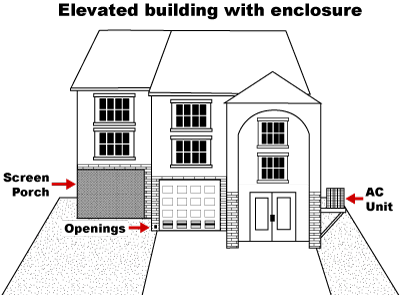 Elevated building with enclosure
Screen
Porch
Openings
AC
Unit